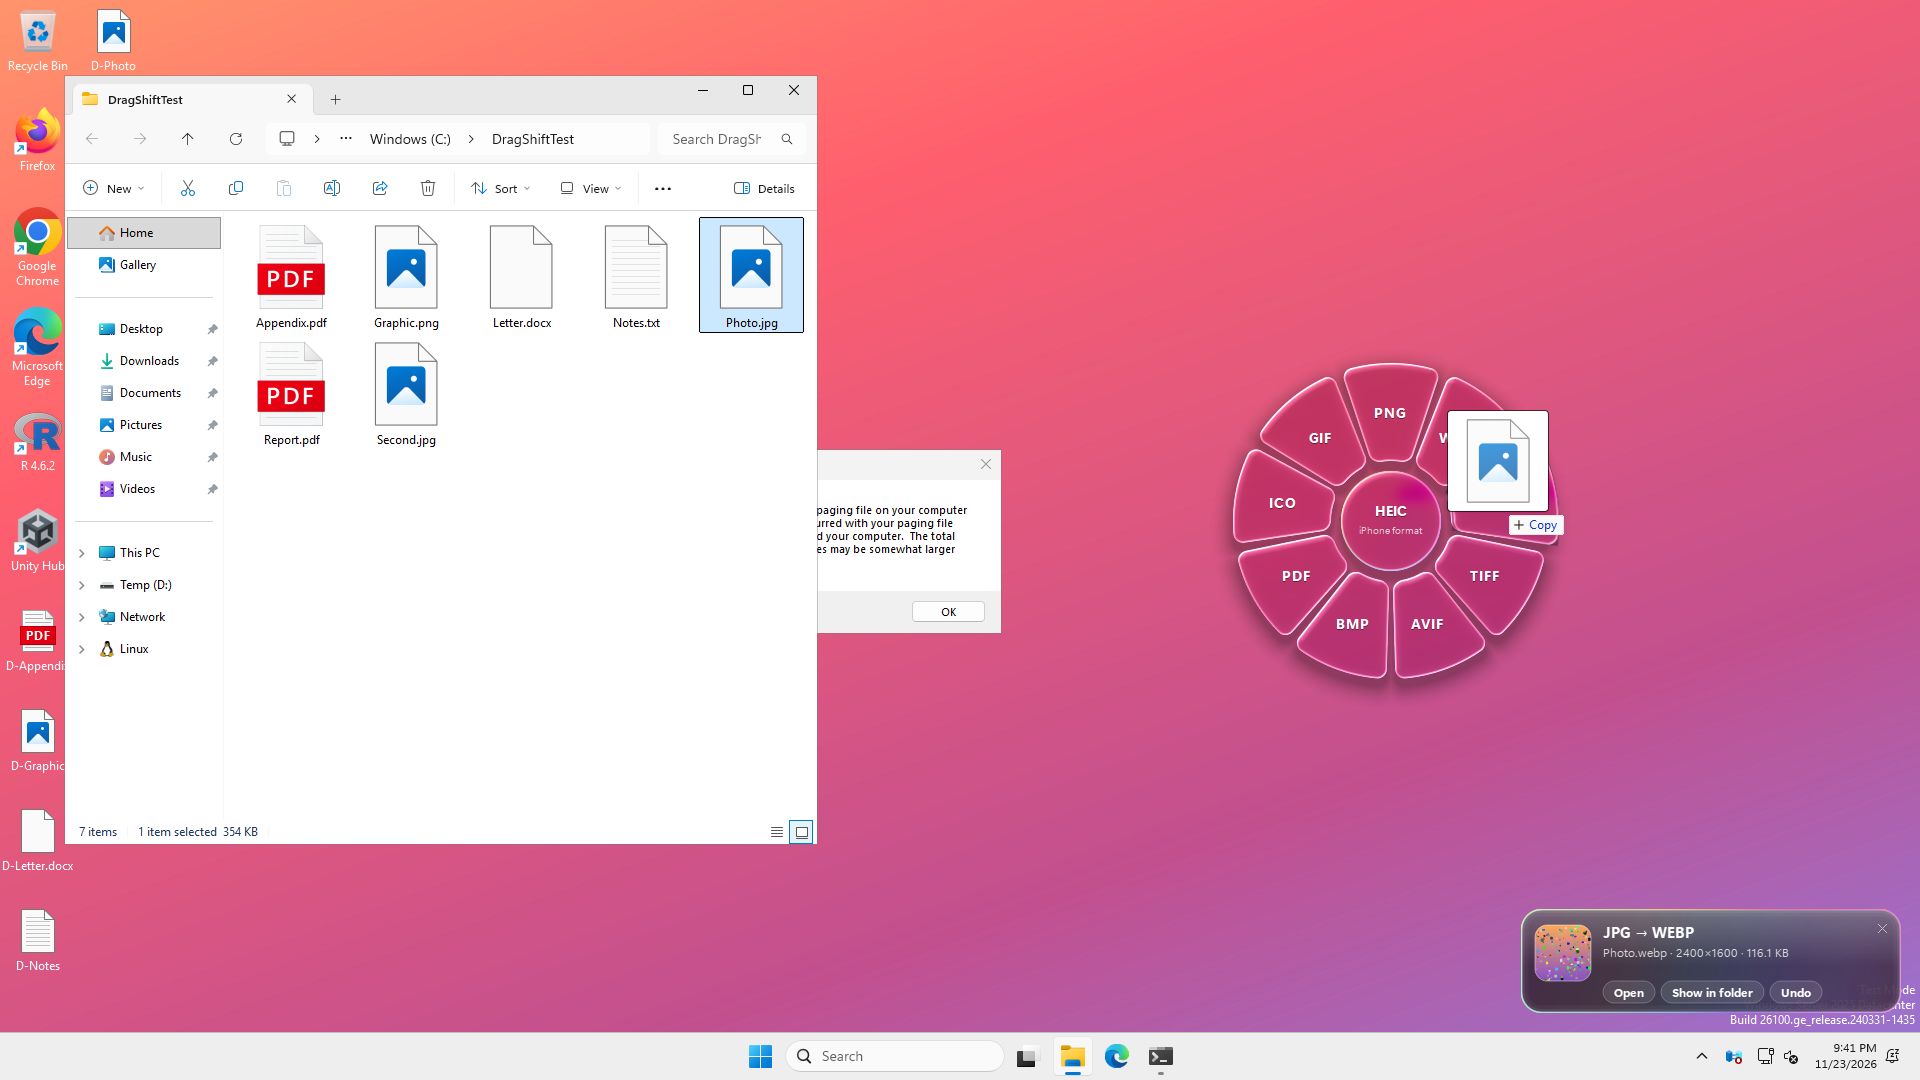 Recycle Bin
D-Photo
Firefox
Google
Chrome
Microsoft
Edge
R 4.6.2
Unity Hub
PDF
D-Appendix
D-Graphic
D-Letter.docx
D-Notes
DragShiftTest
Windows (C:)
DragShiftTest
Search DragSh
New
Sort
View
Details
Home
Gallery
Desktop
Downloads
Documents
Pictures
Music
Videos
This PC
Temp (D:)
Network
Linux
PDF
Appendix.pdf
Graphic.png
Letter.docx
Notes.txt
Photo.jpg
PDF
Report.pdf
Second.jpg
7 items
1 item selected 354 KB
paging file on your computer
urred with your paging file
d your computer. The total
es may be somewhat larger
OK
PNG
GIF
ICO
PDF
BMP
AVIF
TIFF
HEIC
iPhone format
+ Copy
JPG → WEBP
Photo.webp · 2400×1600 · 116.1 KB
Open
Show in folder
Undo
Build 26100.ge_release.240331-1435
Search
9:41 PM
11/23/2026